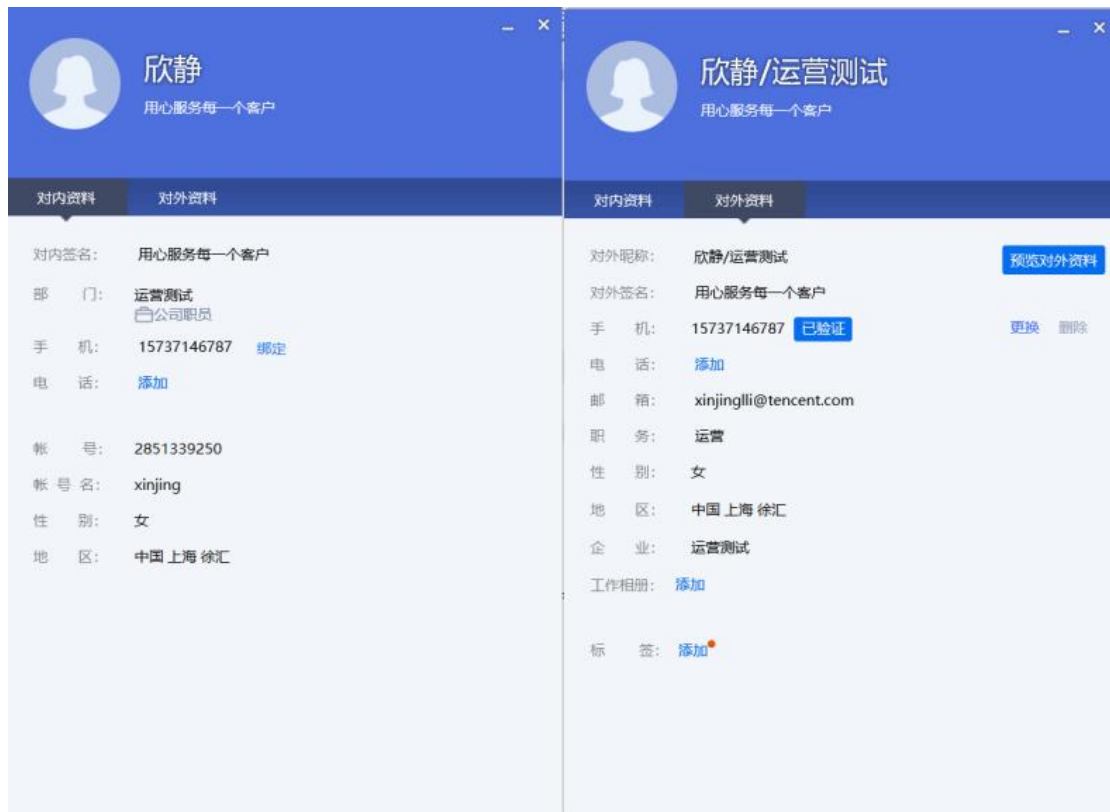 欣静
用心服务每一个客户
对内资料 对外资料
对内签名: 用心服务每一个客户
部 门: 运营测试
公司职员
手 机: 15737146787 绑定
电 话: 添加
帐 号: 2851339250
帐 号 名: xinjing
性 别: 女
地 区: 中国 上海 徐汇
欣静/运营测试
用心服务每一个客户
对内资料 对外资料
对外昵称: 欣静/运营测试 预览对外资料
对外签名: 用心服务每一个客户
手 机: 15737146787 已验证 更换 删除
电 话: 添加
邮 箱: xinjinglli@tencent.com
职 务: 运营
性 别: 女
地 区: 中国 上海 徐汇
企 业: 运营测试
工作相册: 添加
标 签: 添加